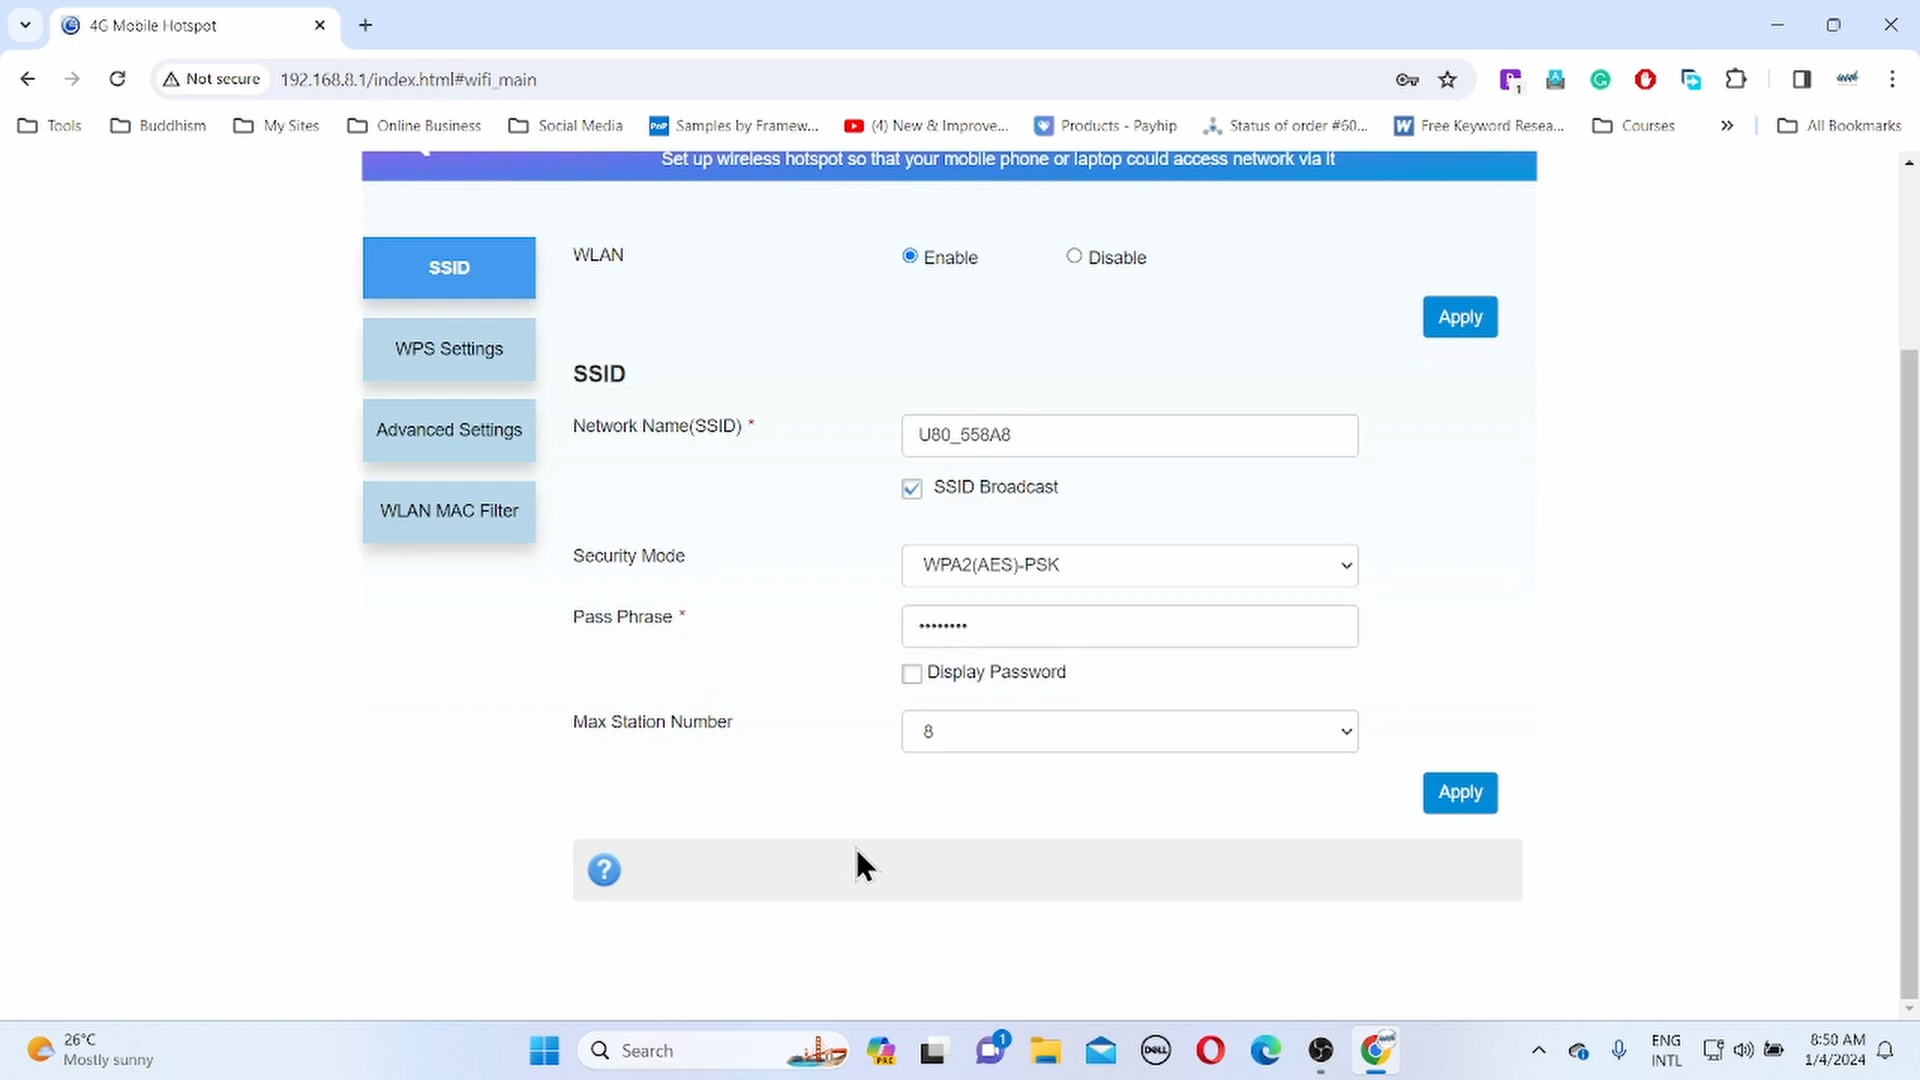 4G Mobile Hotspot
Not secure 192.168.8.1/index.html#wifi_main
1
Tools Buddhism My Sites Online Business Social Media PnP Samples by Framew... (4) New & Improve... Products - Payhip Status of order #60... W Free Keyword Resea... Courses » All Bookmarks
Set up wireless hotspot so that your mobile phone or laptop could access network via it
SSID
WPS Settings
Advanced Settings
WLAN MAC Filter
WLAN Enable Disable
Apply
SSID
Network Name(SSID) * U80_558A8
SSID Broadcast
Security Mode WPA2(AES)-PSK
Pass Phrase * ••••••••
Display Password
Max Station Number 8
Apply
?
26°C
Mostly sunny
Search
PRE
1
DELL
ENG
INTL
8:50 AM
1/4/2024